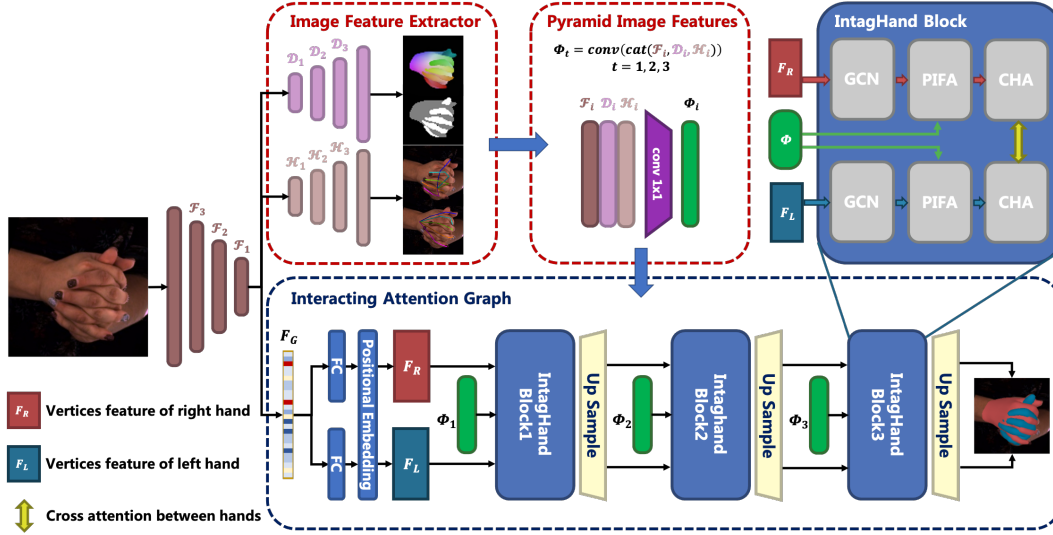 Image Feature Extractor
𝒟1
𝒟2
𝒟3
ℋ1
ℋ2
ℋ3
ℱ3
ℱ2
ℱ1
Pyramid Image Features
Φt = conv(cat(ℱi, 𝒟i, ℋi))
t = 1,2,3
ℱi 𝒟i ℋi
Φi
conv 1x1
IntagHand Block
FR
GCN
PIFA
CHA
Φ
FL
GCN
PIFA
CHA
Interacting Attention Graph
FG
FC
FC
Positional Embedding
FR
FL
Φ1
IntagHand
Block1
Up Sample
Φ2
Intaghand
Block2
Up Sample
Φ3
IntagHand
Block3
Up Sample
FR Vertices feature of right hand
FL Vertices feature of left hand
Cross attention between hands